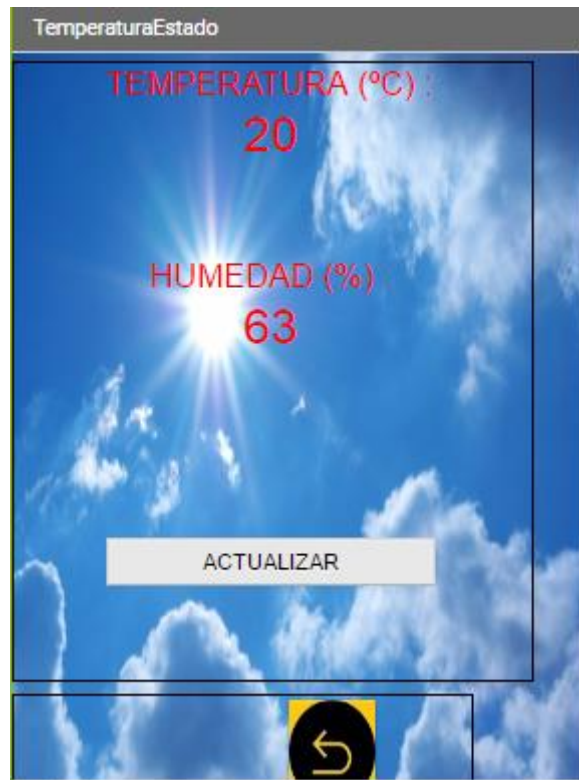 TemperaturaEstado
TEMPERATURA (ºC) :
20
HUMEDAD (%) :
63
ACTUALIZAR